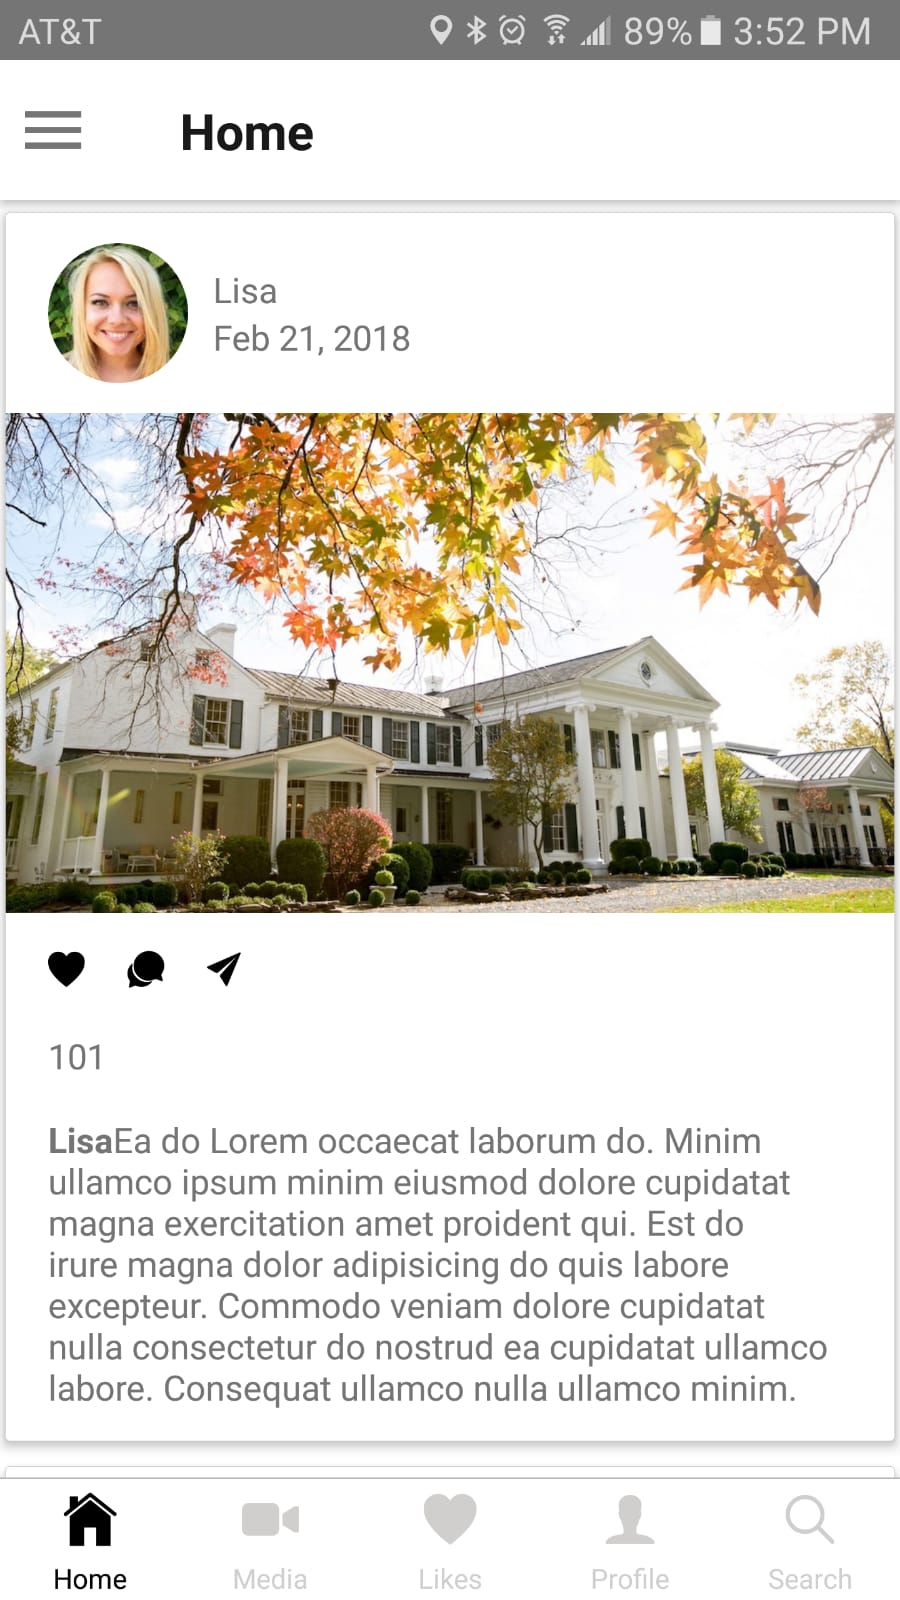 AT&T 89% 3:52 PM
Home
Lisa
Feb 21, 2018
101
LisaEa do Lorem occaecat laborum do. Minim
ullamco ipsum minim eiusmod dolore cupidatat
magna exercitation amet proident qui. Est do
irure magna dolor adipisicing do quis labore
excepteur. Commodo veniam dolore cupidatat
nulla consectetur do nostrud ea cupidatat ullamco
labore. Consequat ullamco nulla ullamco minim.
Home Media Likes Profile Search